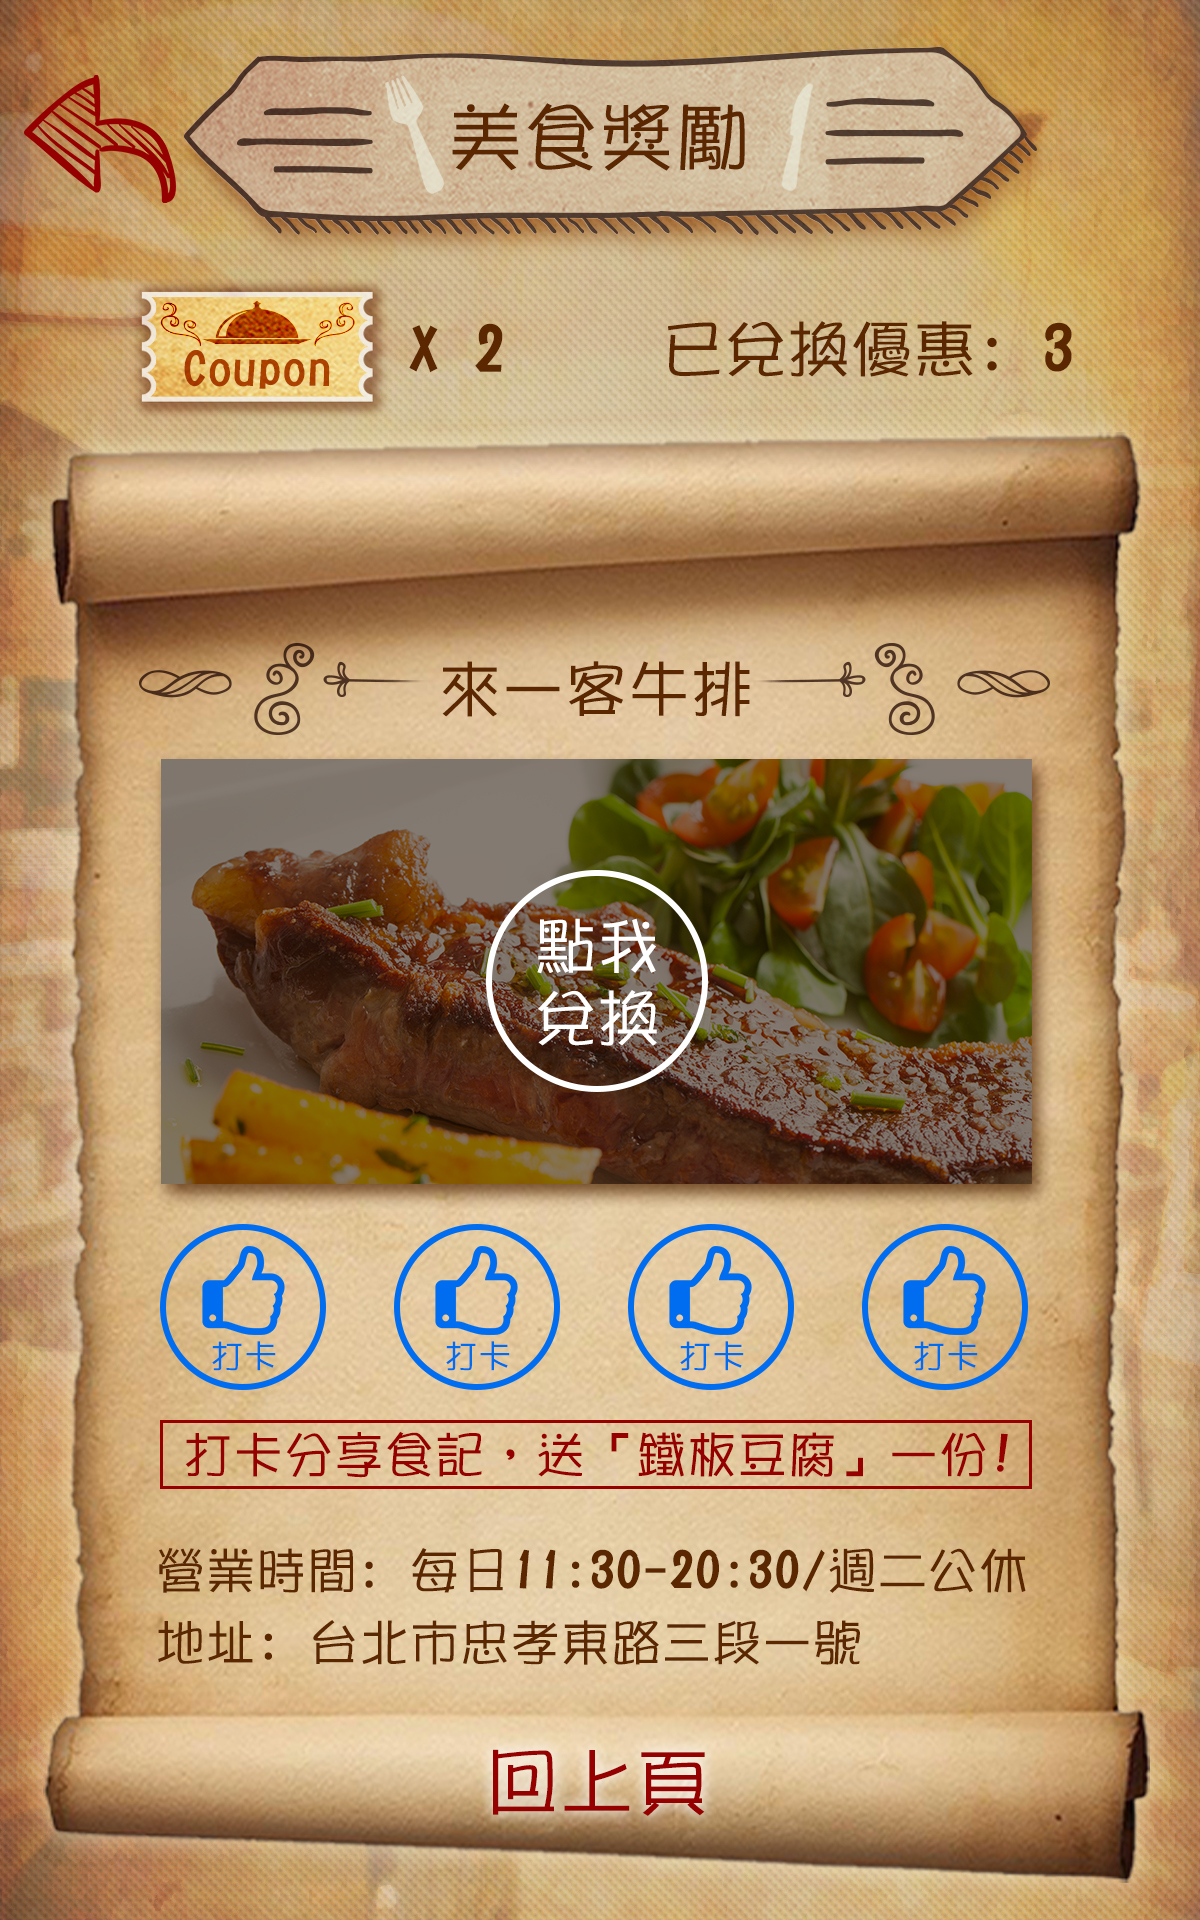 美食獎勵
Coupon
X 2
已兌換優惠: 3
來一客牛排
點我
兌換
打卡
打卡
打卡
打卡
打卡分享食記，送「鐵板豆腐」一份!
營業時間: 每日11:30-20:30/週二公休
地址: 台北市忠孝東路三段一號
回上頁